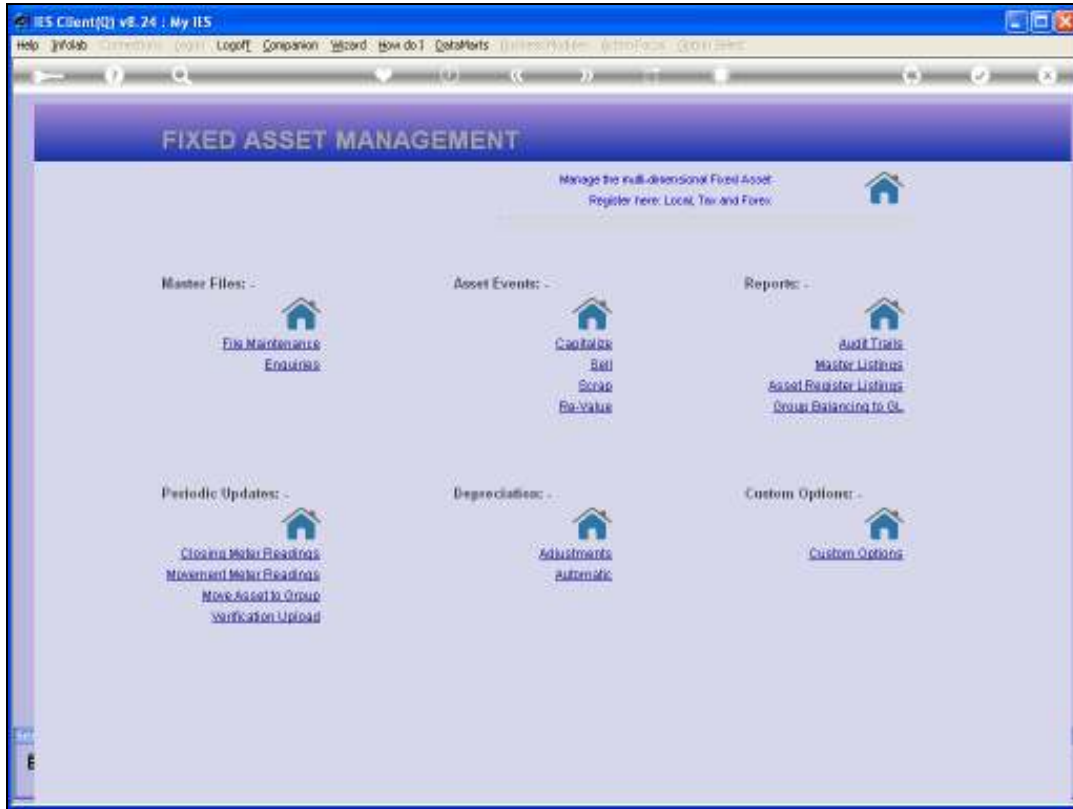 IES Client(Q) v8.24 : My IES
Help Infolab Logoff Companion Wizard How do I DataMarts
FIXED ASSET MANAGEMENT
Manage the multi-dimensional Fixed Asset
Register here: Local, Tax and Forex
Master Files: -
File Maintenance
Enquiries
Asset Events: -
Capitalize
Sell
Scrap
Re-Value
Reports: -
Audit Trails
Master Listings
Asset Register Listings
Group Balancing to GL
Periodic Updates: -
Closing Meter Readings
Movement Meter Readings
Move Asset to Group
Verification Upload
Depreciation: -
Adjustments
Automatic
Custom Options: -
Custom Options